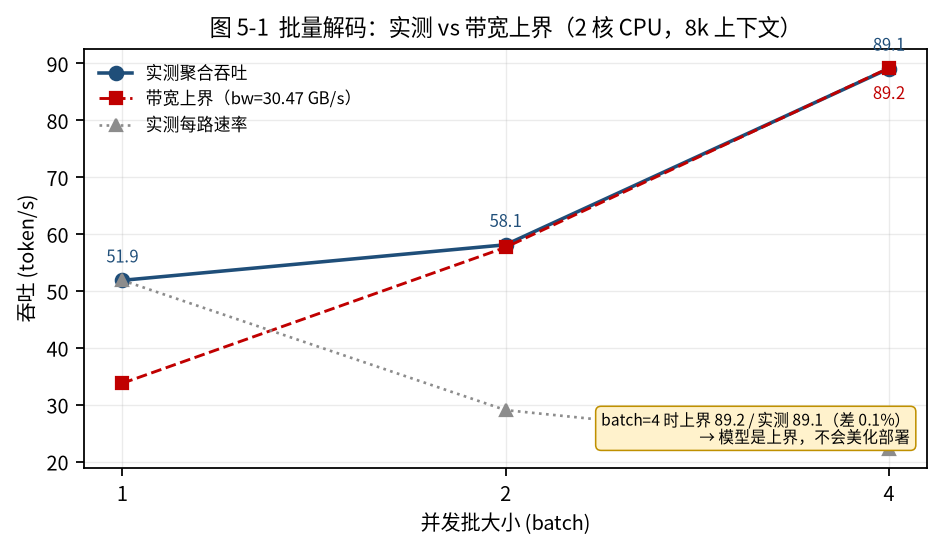 图 5-1 批量解码：实测 vs 带宽上界（2 核 CPU，8k 上下文）
89.1
90
80
70
60
50
40
30
20
吞吐 (token/s)
实测聚合吞吐
带宽上界（bw=30.47 GB/s）
实测每路速率
89.2
58.1
51.9
batch=4 时上界 89.2 / 实测 89.1（差 0.1%）
→ 模型是上界，不会美化部署
1
2
4
并发批大小 (batch)